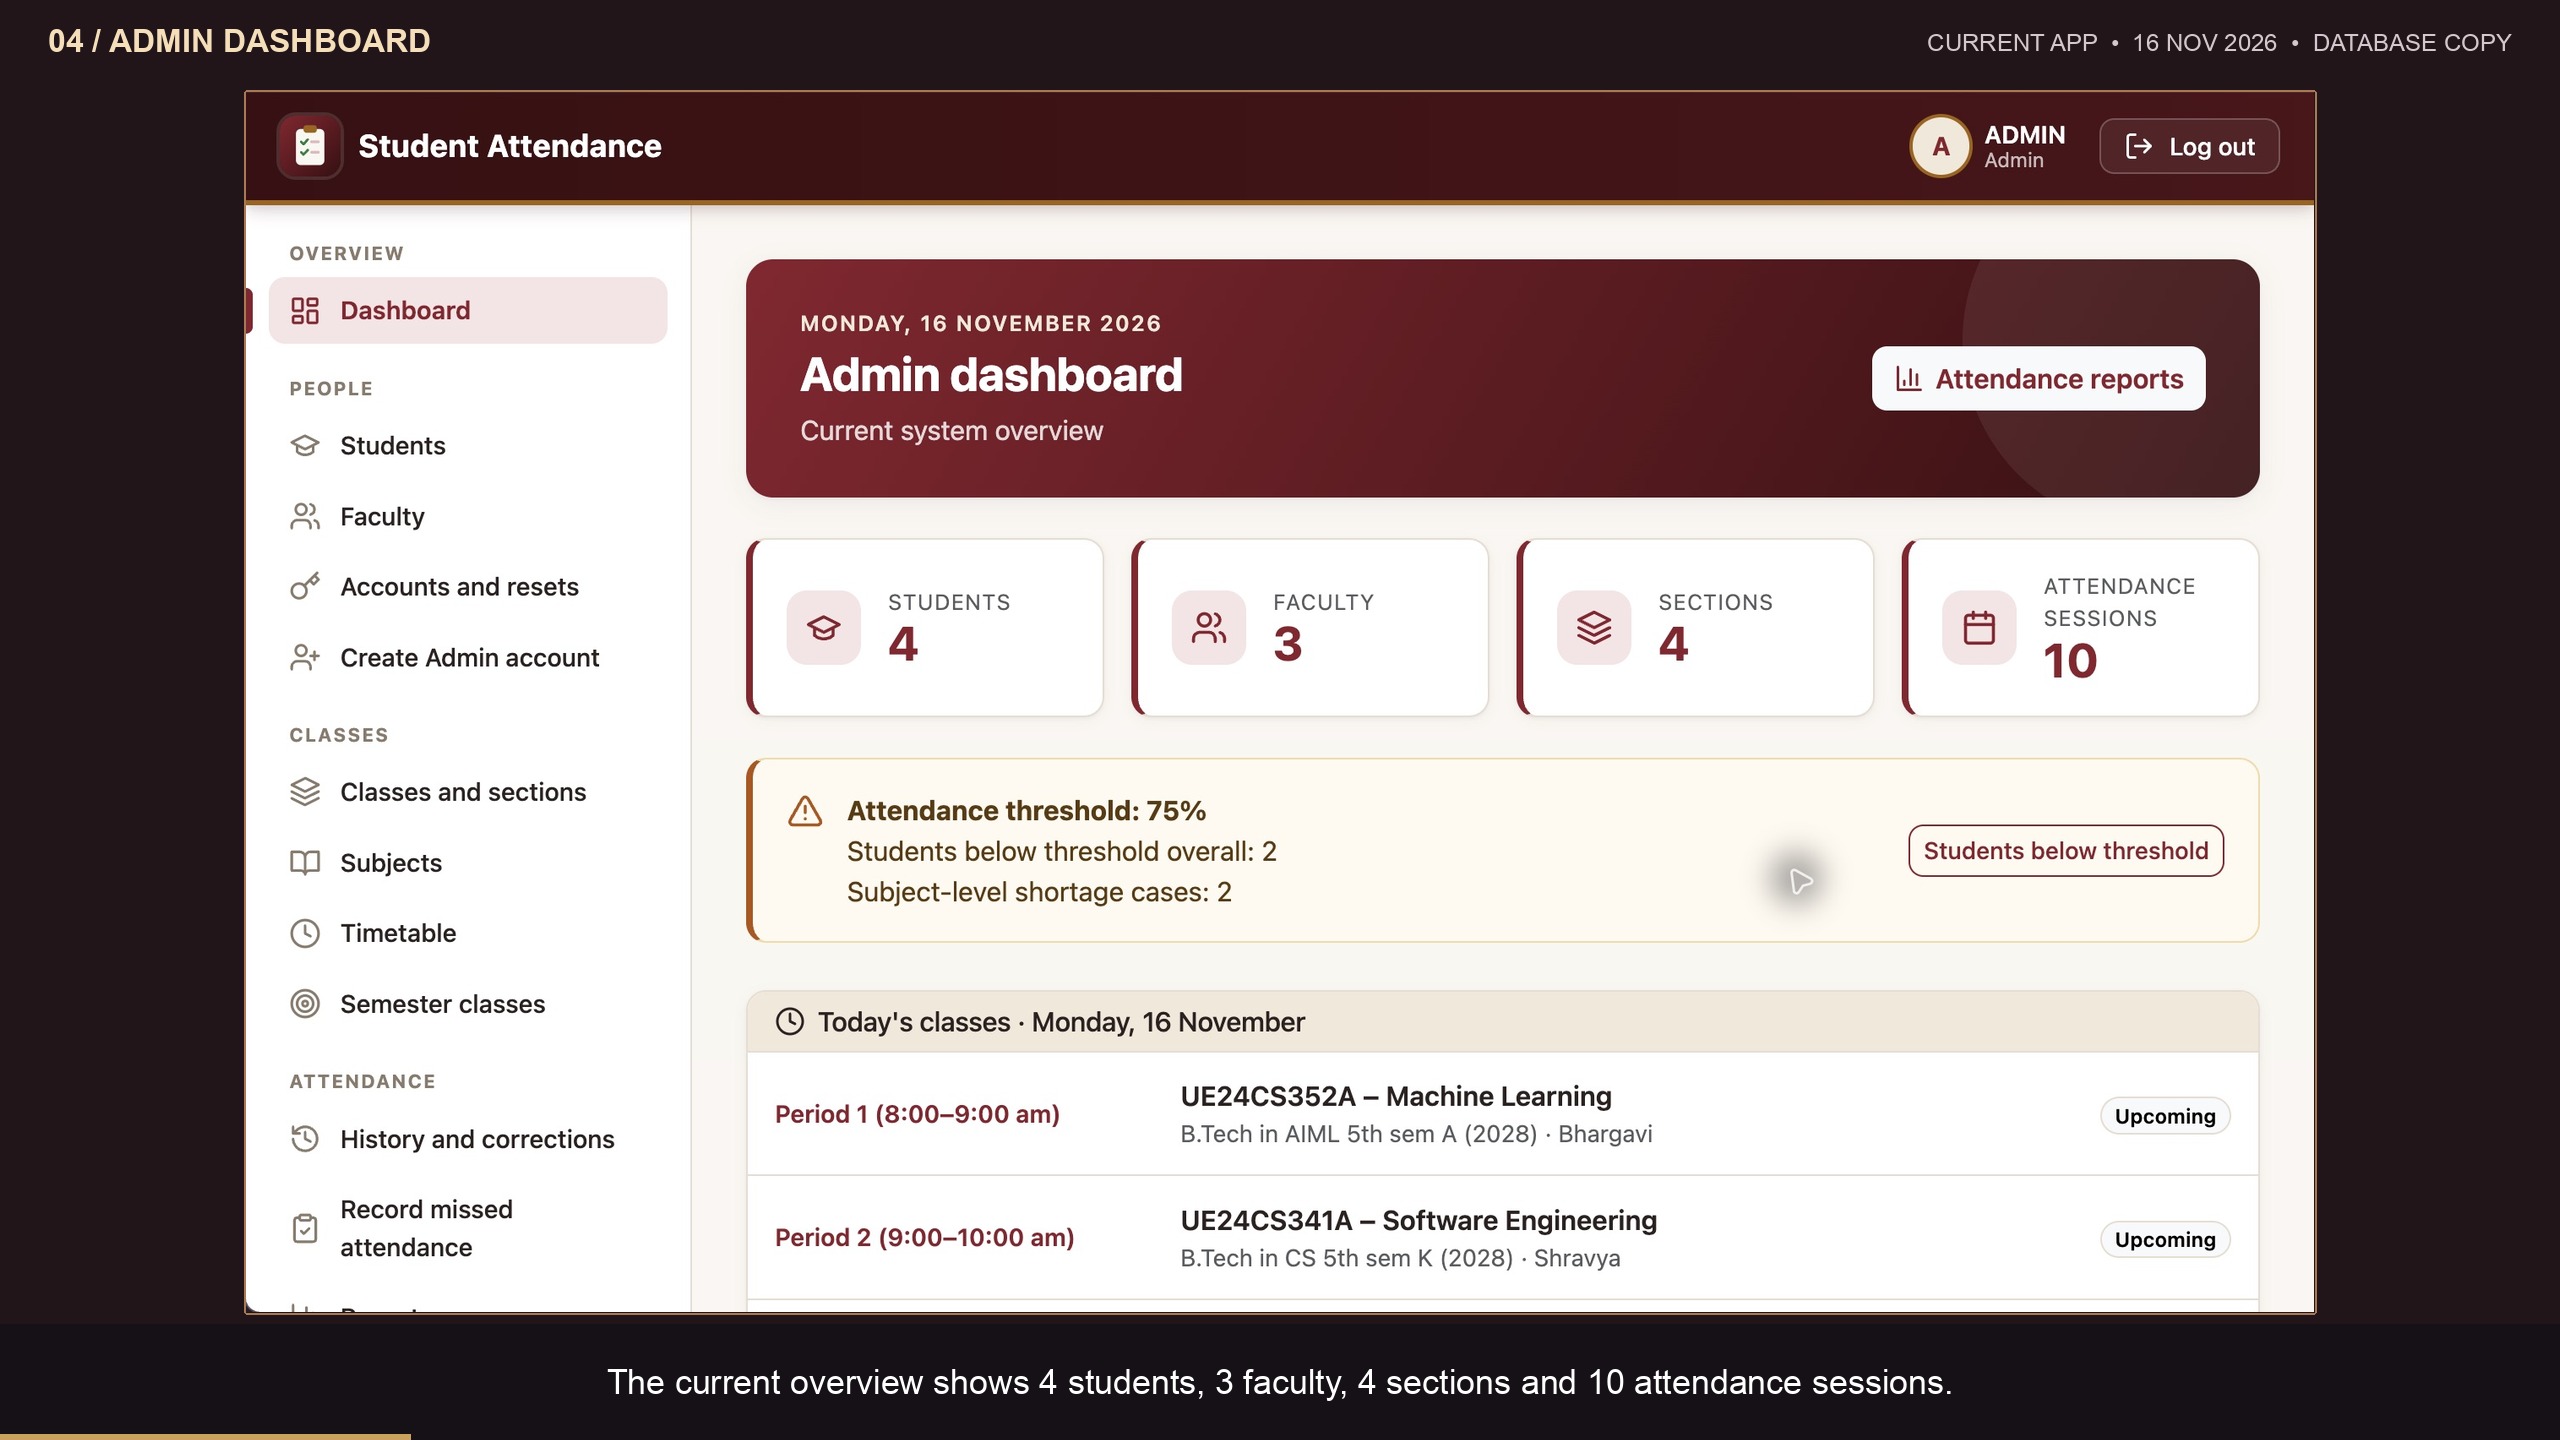 04 / ADMIN DASHBOARD
CURRENT APP • 16 NOV 2026 • DATABASE COPY
Student Attendance
A
ADMIN
Admin
Log out
OVERVIEW
Dashboard
PEOPLE
Students
Faculty
Accounts and resets
Create Admin account
CLASSES
Classes and sections
Subjects
Timetable
Semester classes
ATTENDANCE
History and corrections
Record missed
attendance
MONDAY, 16 NOVEMBER 2026
Admin dashboard
Current system overview
Attendance reports
STUDENTS
4
FACULTY
3
SECTIONS
4
ATTENDANCE
SESSIONS
10
Attendance threshold: 75%
Students below threshold overall: 2
Subject-level shortage cases: 2
Students below threshold
Today's classes · Monday, 16 November
Period 1 (8:00–9:00 am)
UE24CS352A – Machine Learning
B.Tech in AIML 5th sem A (2028) · Bhargavi
Upcoming
Period 2 (9:00–10:00 am)
UE24CS341A – Software Engineering
B.Tech in CS 5th sem K (2028) · Shravya
Upcoming
The current overview shows 4 students, 3 faculty, 4 sections and 10 attendance sessions.